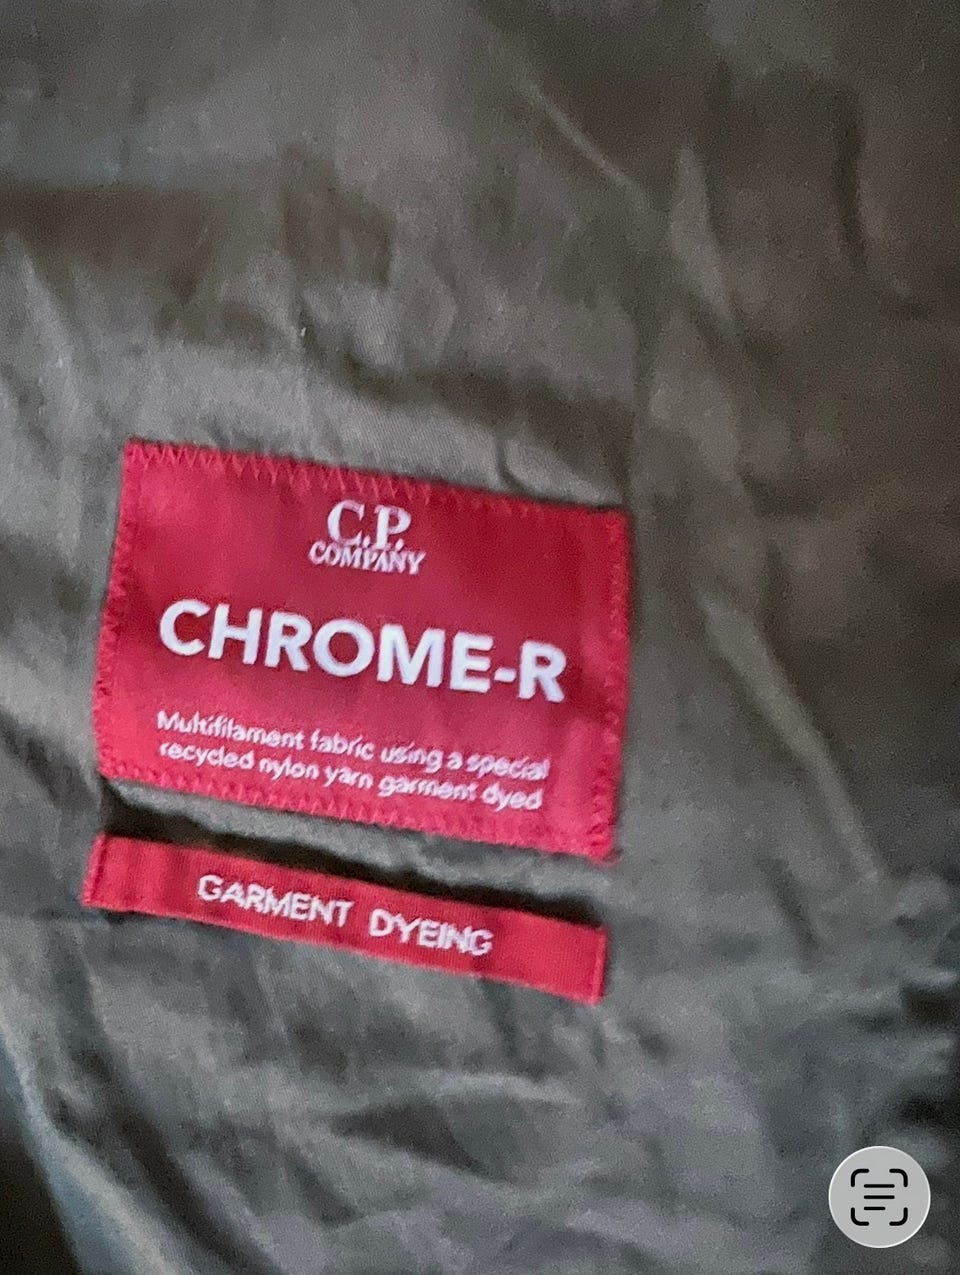 C.P.
COMPANY
CHROME-R
Multifilament fabric using a special
recycled nylon yarn garment dyed
GARMENT DYEING